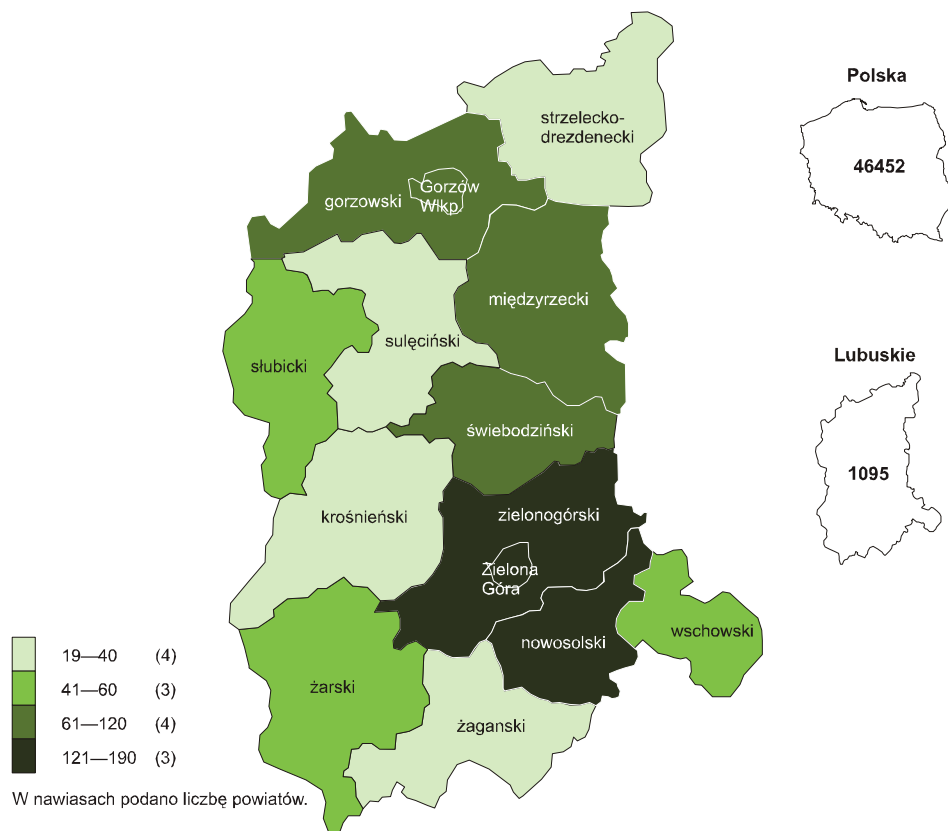 Polska
46452
strzelecko-
drezdenecki
Gorzów
Wlkp.
gorzowski
międzyrzecki
sulęciński
słubicki
Lubuskie
1095
świebodziński
krośnieński
zielonogórski
Zielona
Góra
nowosolski
wschowski
żarski
żaganski
19—40 (4)
41—60 (3)
61—120 (4)
121—190 (3)
W nawiasach podano liczbę powiatów.